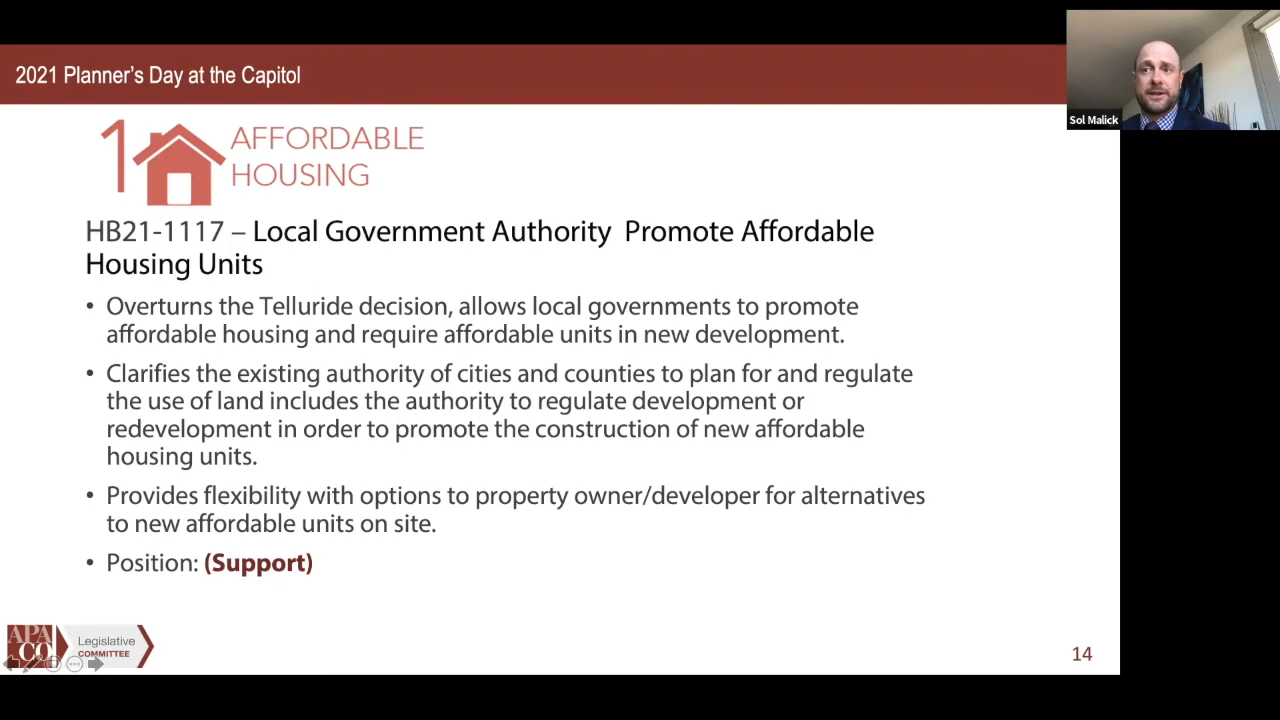 2021 Planner's Day at the Capitol
Sol Malick
1 AFFORDABLE
HOUSING
HB21-1117 – Local Government Authority  Promote Affordable
Housing Units
• Overturns the Telluride decision, allows local governments to promote
affordable housing and require affordable units in new development.
• Clarifies the existing authority of cities and counties to plan for and regulate
the use of land includes the authority to regulate development or
redevelopment in order to promote the construction of new affordable
housing units.
• Provides flexibility with options to property owner/developer for alternatives
to new affordable units on site.
• Position: (Support)
APA
CO
Legislative
COMMITTEE
14